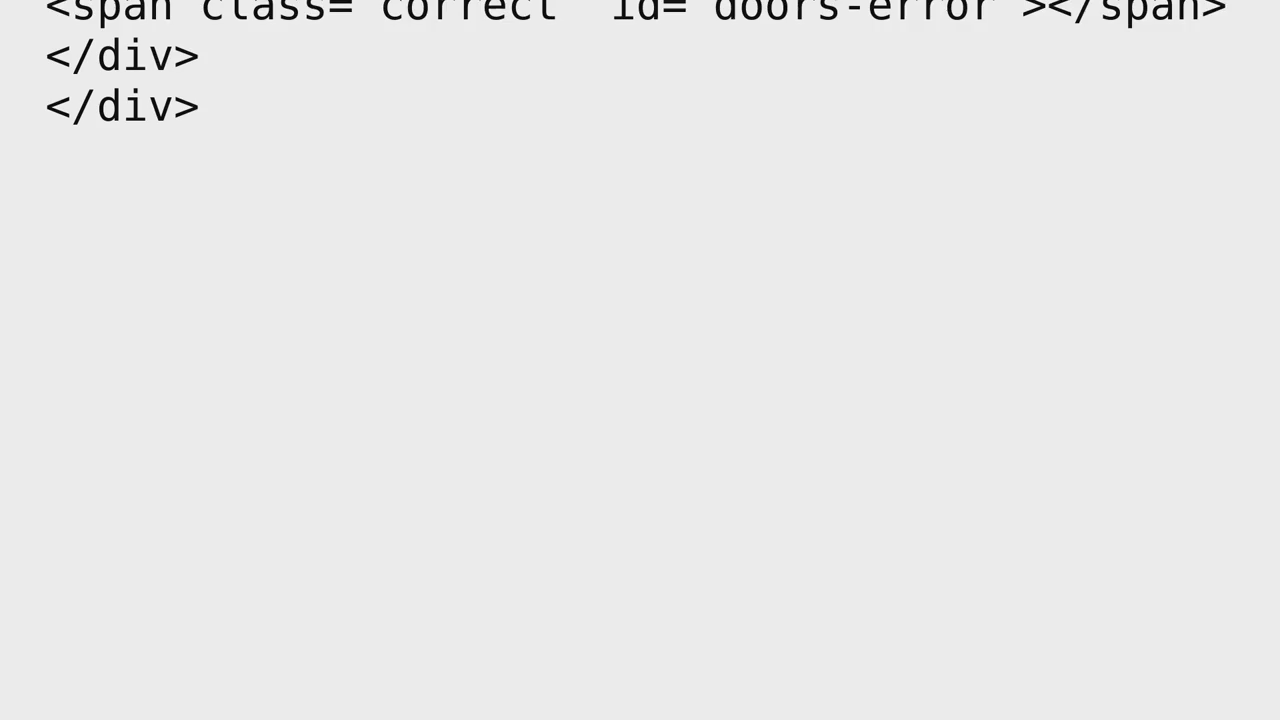 <span class="correct" id="doors-error"></span>
</div>
</div>